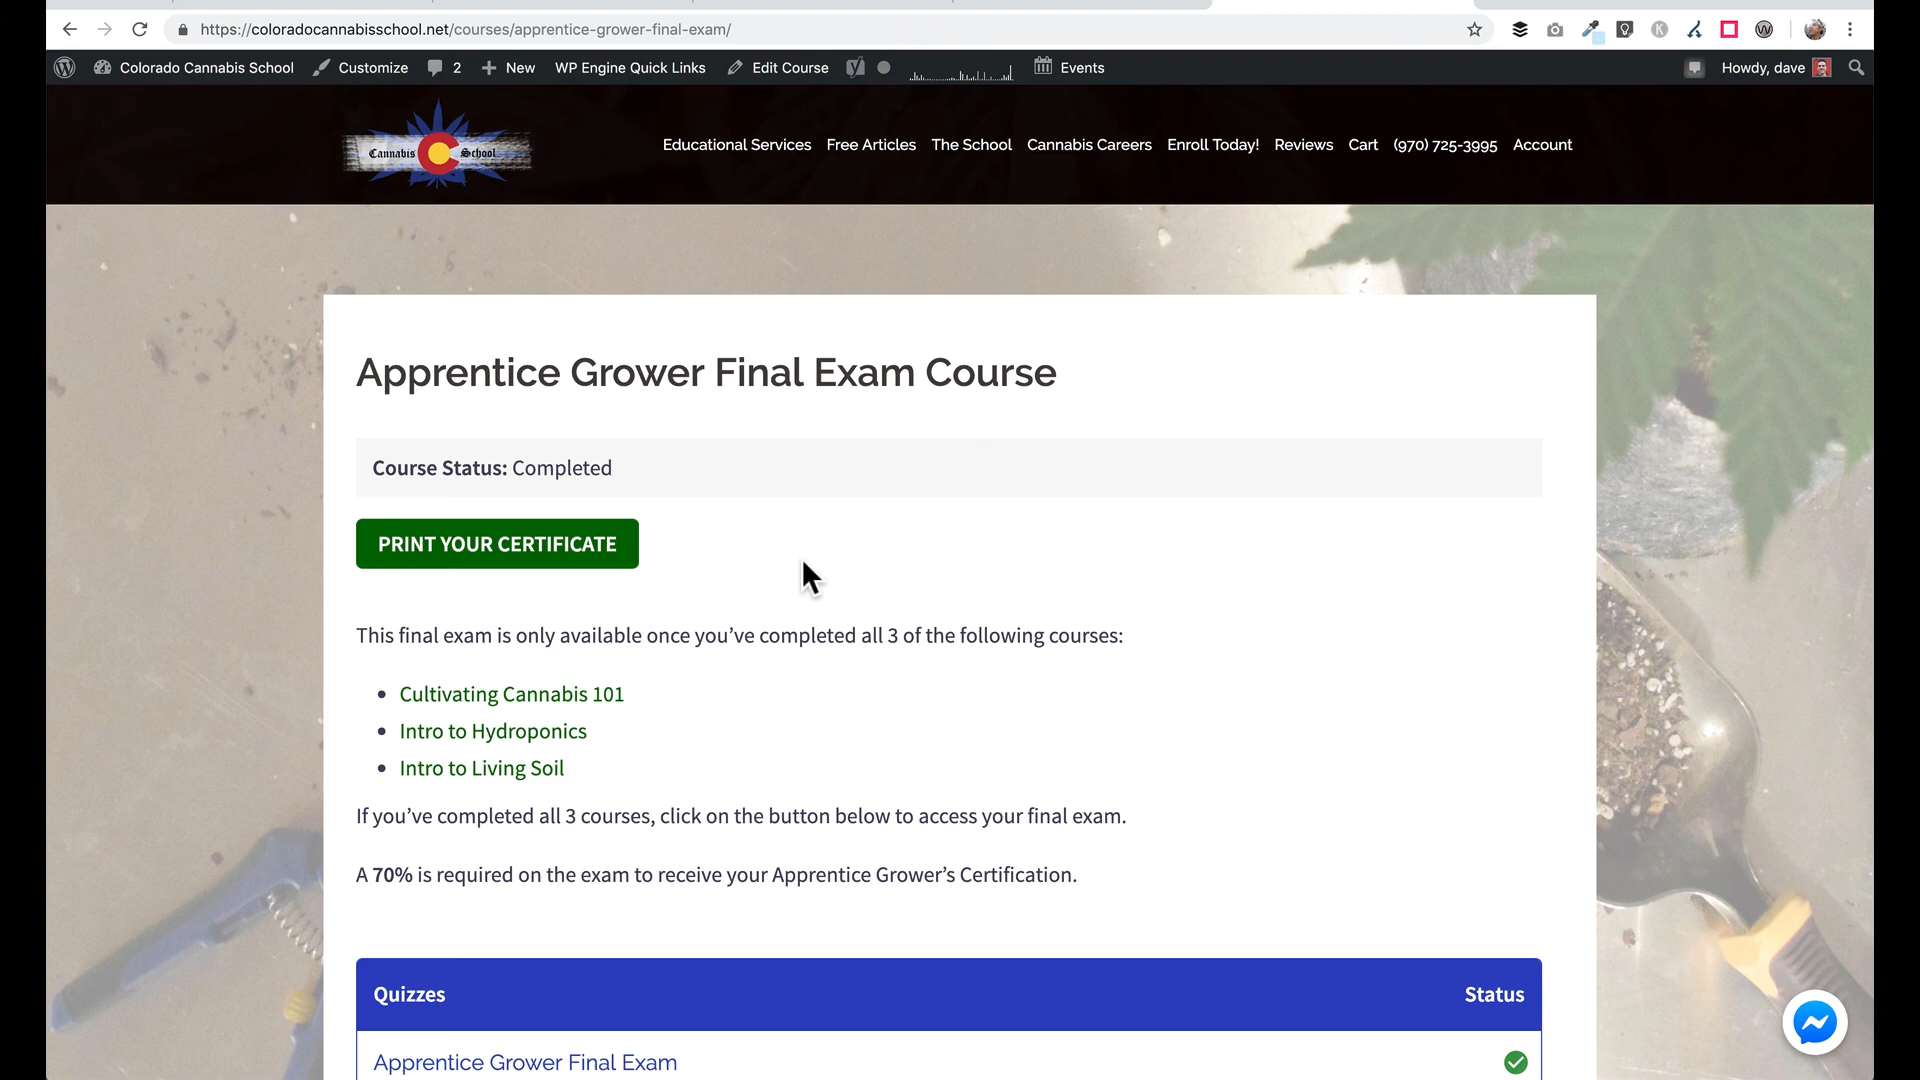 https://coloradocannabisschool.net/courses/apprentice-grower-final-exam/
Colorado Cannabis School Customize 2 New WP Engine Quick Links Edit Course Events Howdy, dave
Cannabis School
Educational Services Free Articles The School Cannabis Careers Enroll Today! Reviews Cart (970) 725-3995 Account
Apprentice Grower Final Exam Course
Course Status: Completed
PRINT YOUR CERTIFICATE
This final exam is only available once you’ve completed all 3 of the following courses:
Cultivating Cannabis 101
Intro to Hydroponics
Intro to Living Soil
If you’ve completed all 3 courses, click on the button below to access your final exam.
A 70% is required on the exam to receive your Apprentice Grower’s Certification.
Quizzes Status
Apprentice Grower Final Exam